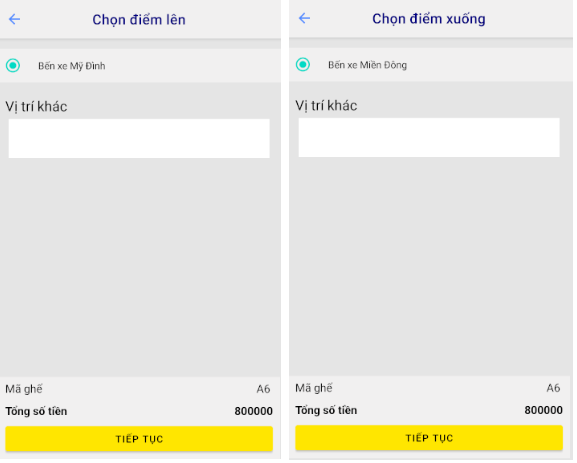 Chọn điểm lên
Bến xe Mỹ Đình
Vị trí khác
Mã ghế A6
Tổng số tiền 800000
TIẾP TỤC
Chọn điểm xuống
Bến xe Miền Đông
Vị trí khác
Mã ghế A6
Tổng số tiền 800000
TIẾP TỤC